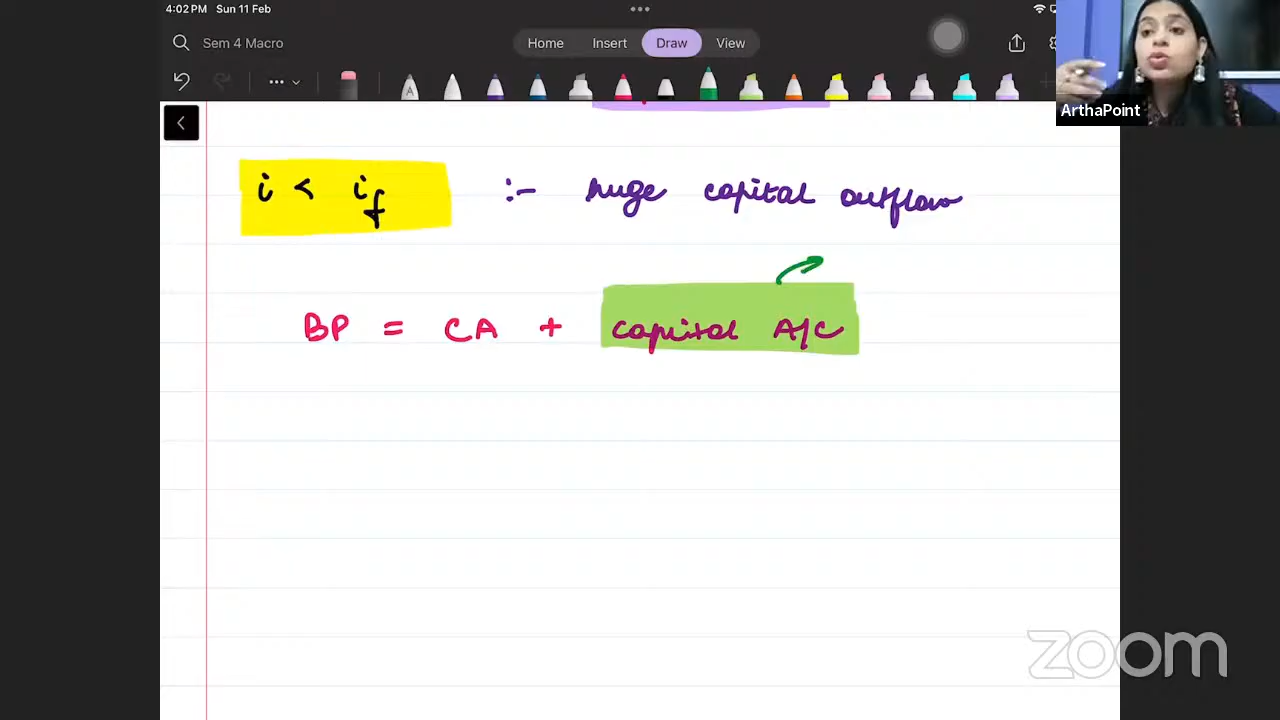 4:02 PM Sun 11 Feb
Sem 4 Macro
Home Insert Draw View
A
ArthaPoint
i < if :- huge capital outflow
BP = CA + capital A/C
zoom